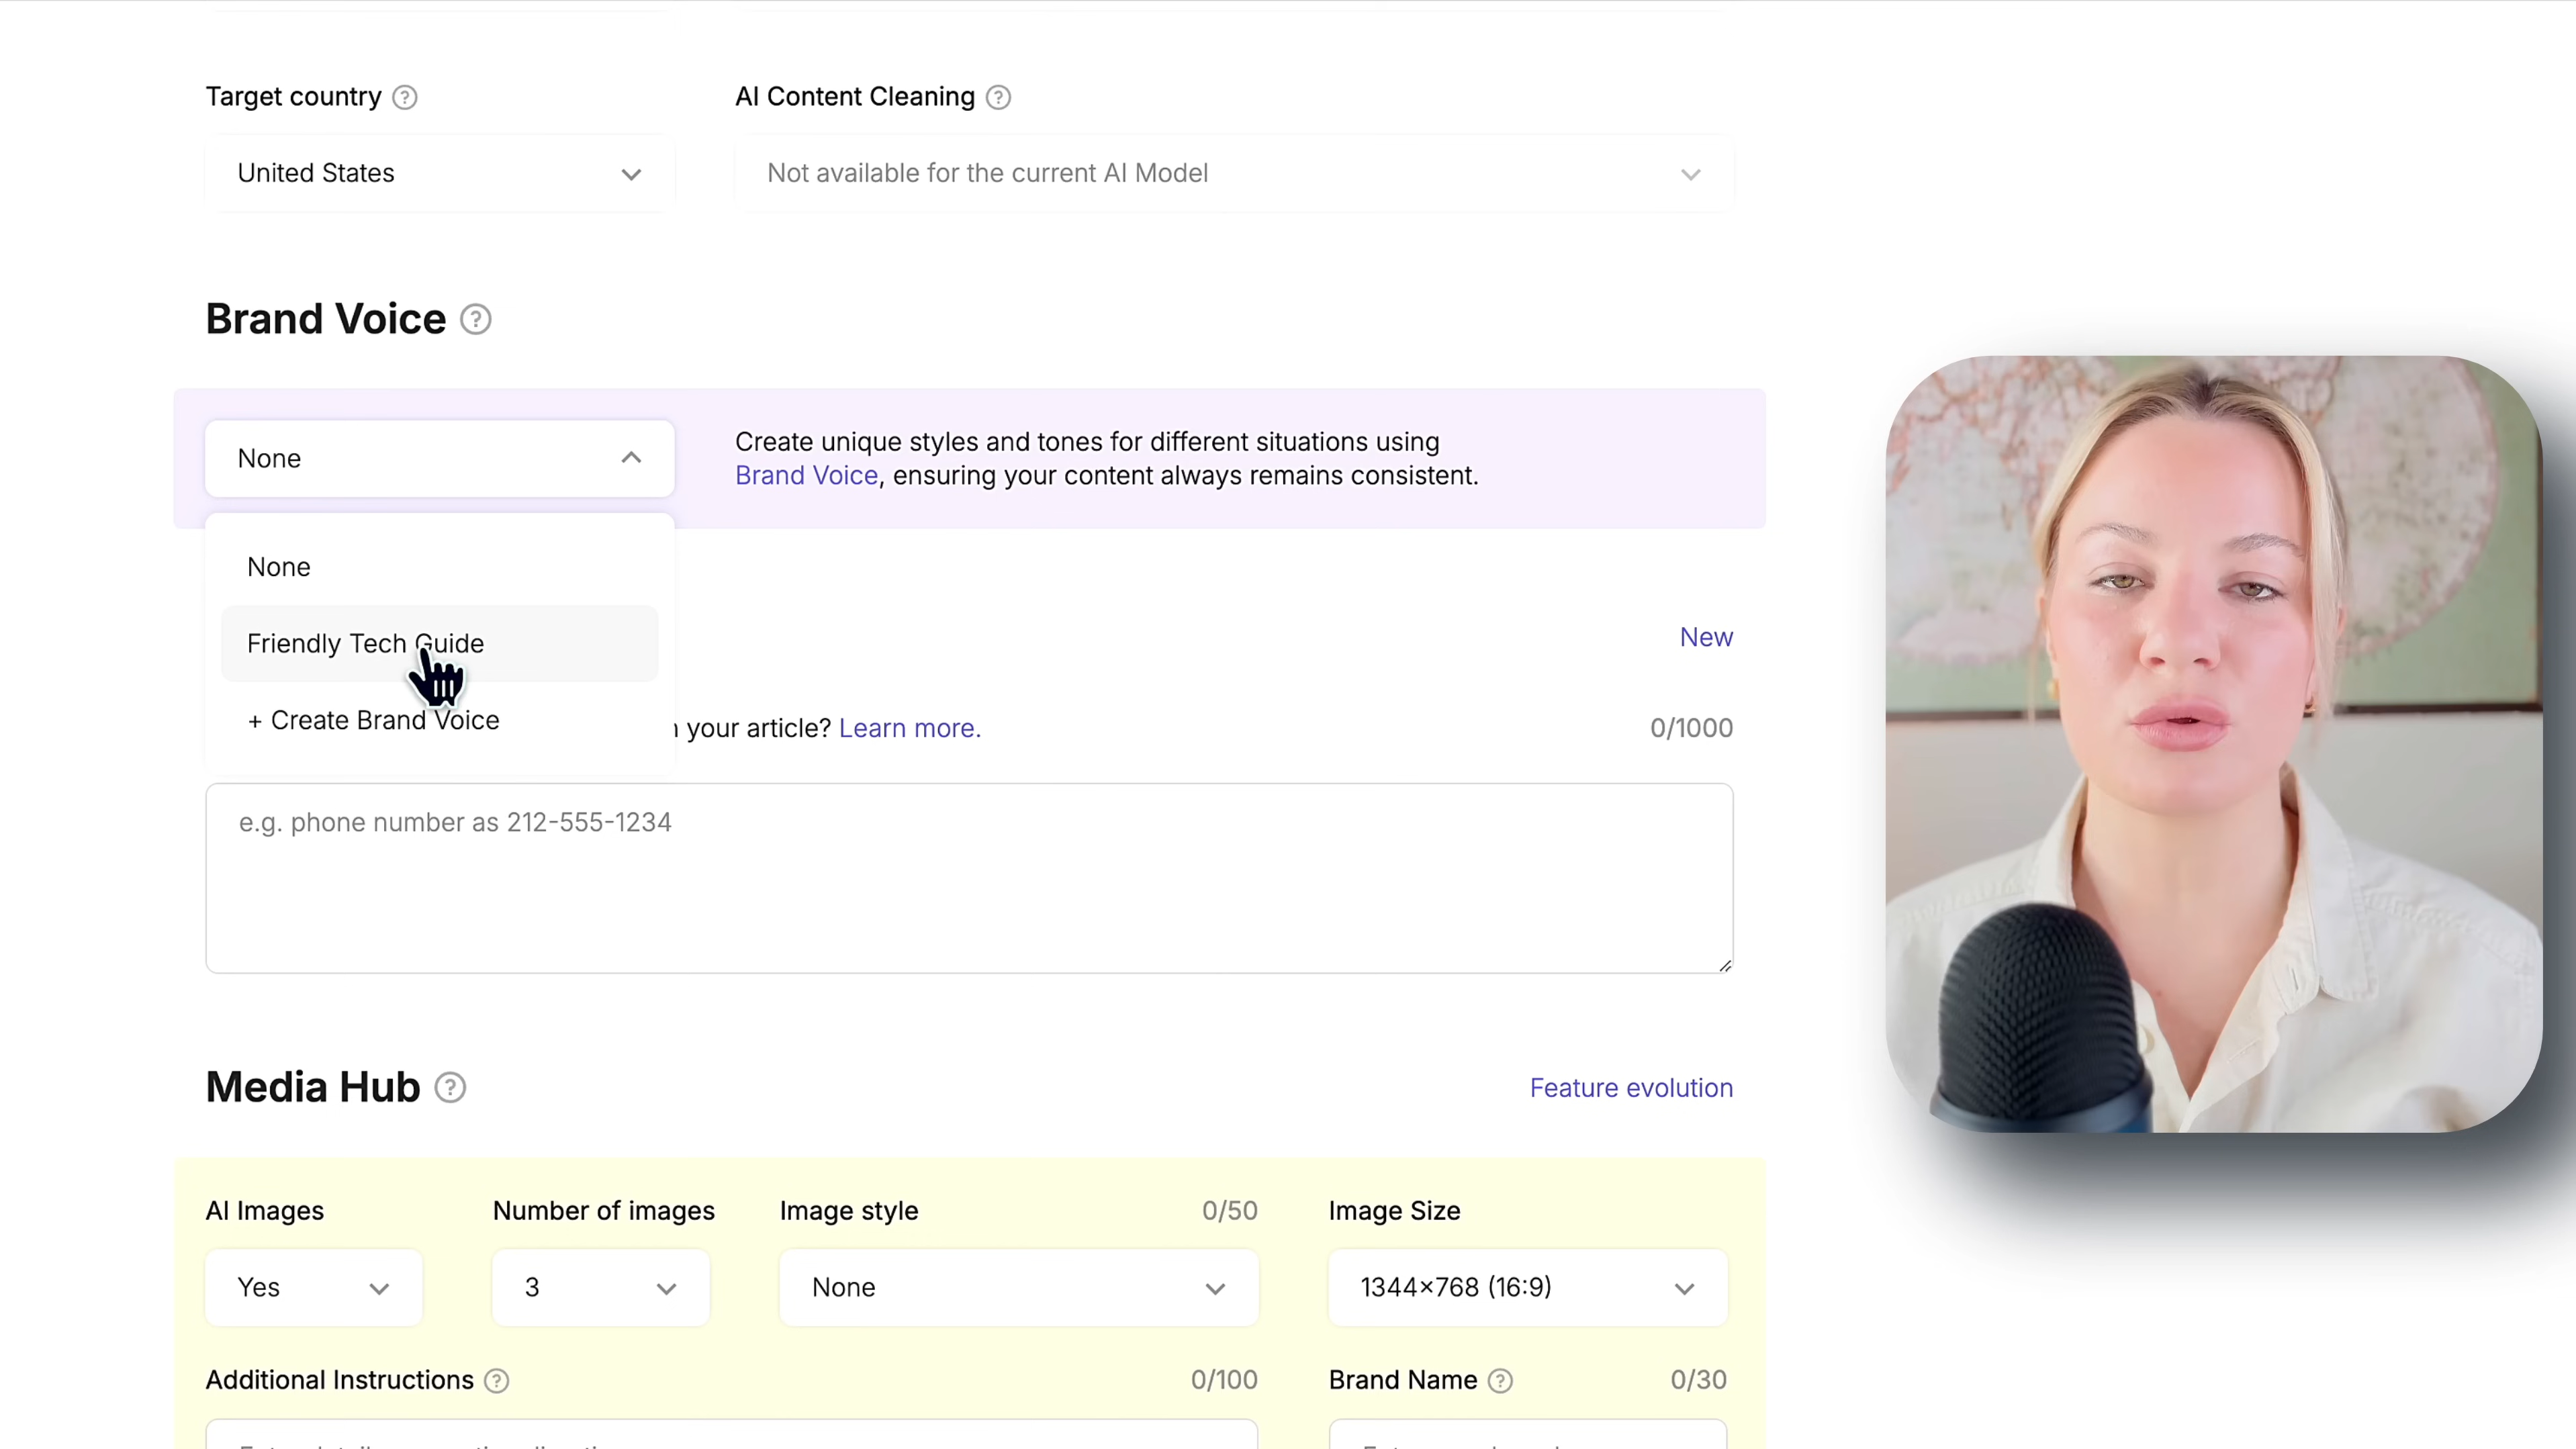 Target country
AI Content Cleaning
United States
Not available for the current AI Model
Brand Voice
None
Create unique styles and tones for different situations using
Brand Voice, ensuring your content always remains consistent.
None
Friendly Tech Guide
New
+ Create Brand Voice
your article? Learn more.
0/1000
e.g. phone number as 212-555-1234
Media Hub
Feature evolution
AI Images
Number of images
Image style
0/50
Image Size
Yes
3
None
1344×768 (16:9)
Additional Instructions
0/100
Brand Name
0/30